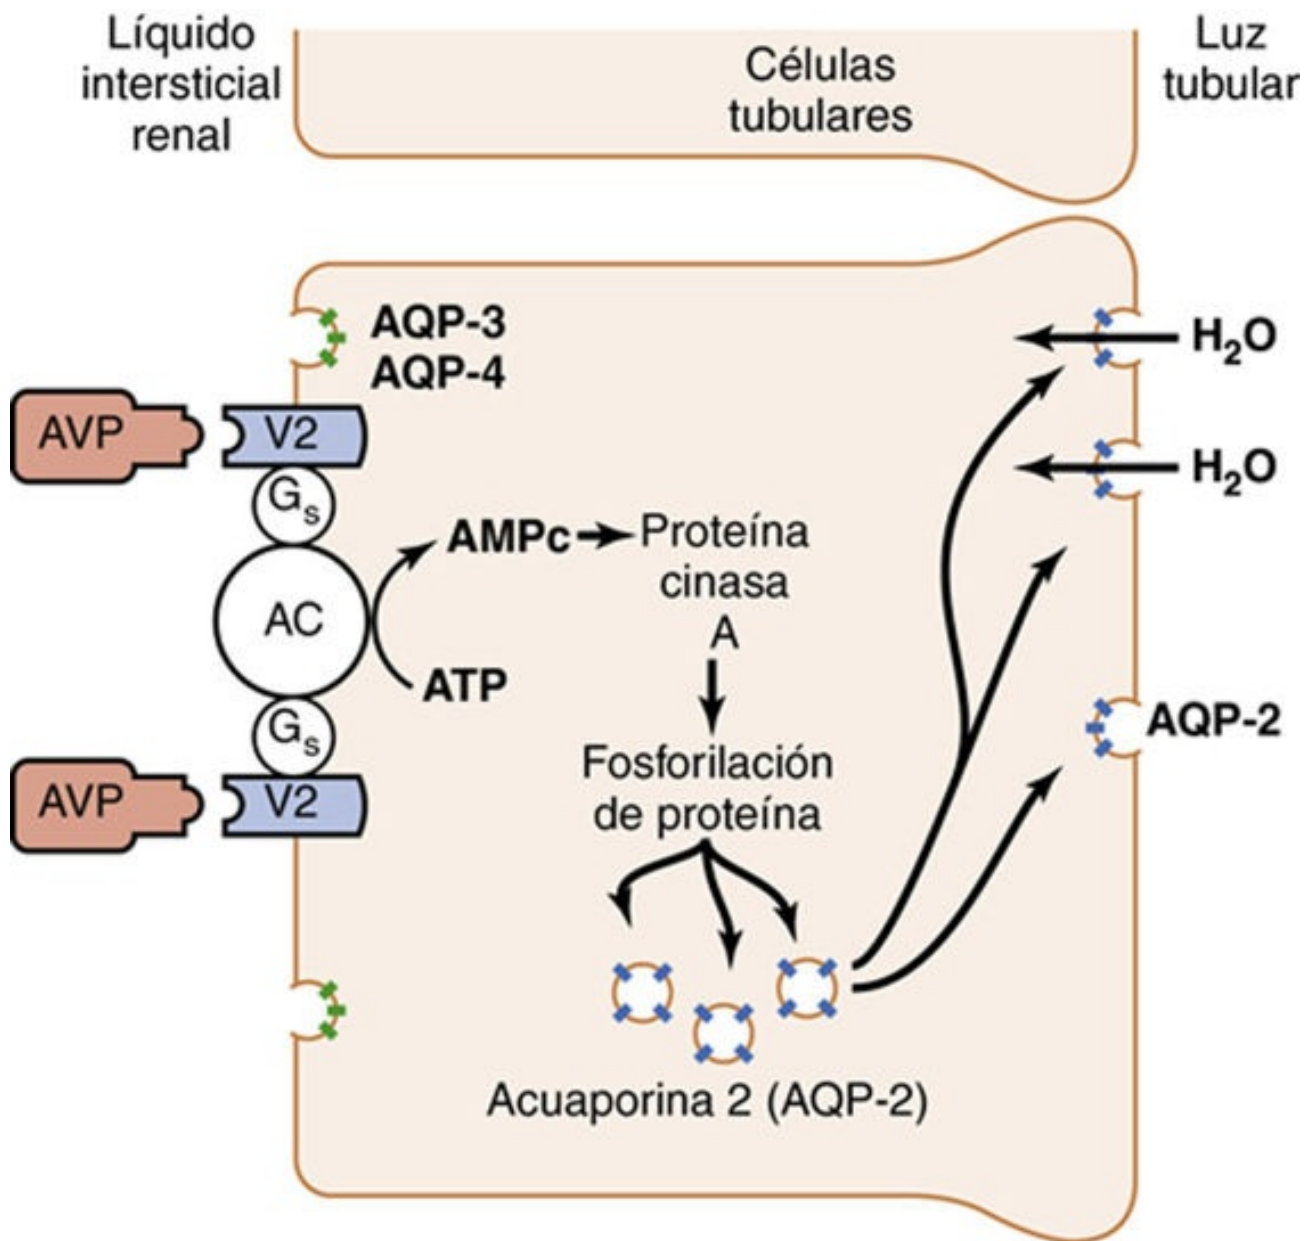 Líquido
intersticial
renal
Células
tubulares
Luz
tubular
AQP-3
AQP-4
H₂O
AVP
V2
Gₛ
H₂O
AMPc
Proteína
cinasa
A
AC
ATP
Gₛ
AQP-2
AVP
V2
Fosforilación
de proteína
Acuaporina 2 (AQP-2)